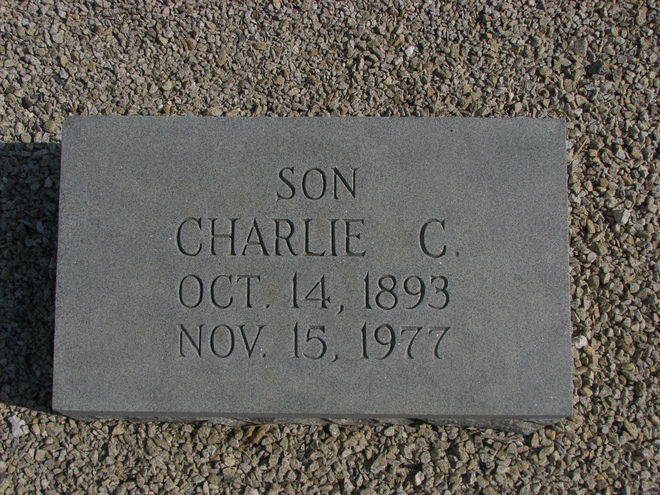 SON
CHARLIE C.
OCT. 14, 1893
NOV. 15, 1977